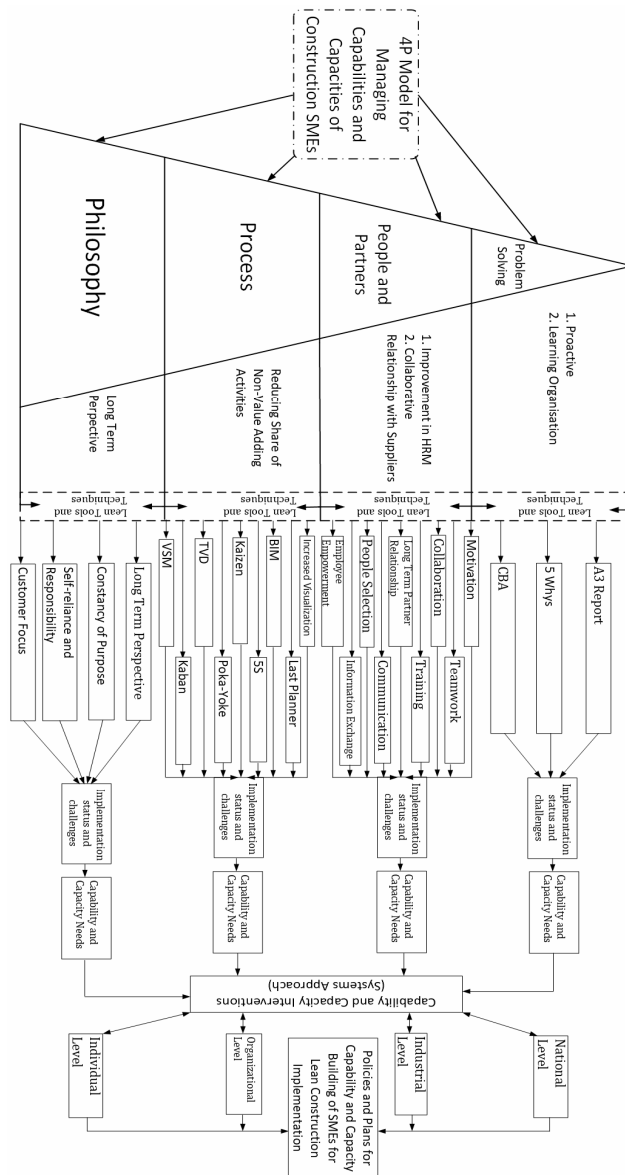 4P Model for
Managing
Capabilities and
Capacities of
Construction SMEs
Problem
Solving
People and
Partners
Process
Philosophy
1. Proactive
2. Learning Organisation
1. Improvement in HRM
2. Collaborative
Relationship with Suppliers
Reducing Share of
Non-Value Adding
Activities
Long Term
Perpective
Lean Tools and
Techniques
Lean Tools and
Techniques
Lean Tools and
Techniques
Lean Tools and
Techniques
A3 Report
5 Whys
CBA
Motivation
Teamwork
Collaboration
Training
Long Term Partner
Relationship
Communication
People Selection
Information Exchange
Employee
Empowerment
Increased Visualization
Last Planner
BIM
5S
Kaizen
Poka-Yoke
TVD
Kaban
VSM
Long Term Perspective
Constancy of Purpose
Self-reliance and
Responsibility
Customer Focus
Implementation
status and
challenges
Implementation
status and
challenges
Implementation
status and
challenges
Implementation
status and
challenges
Capability and
Capacity Needs
Capability and
Capacity Needs
Capability and
Capacity Needs
Capability and
Capacity Needs
Capability and Capacity Interventions
(Systems Approach)
National
Level
Industrial
Level
Organizational
Level
Individual
Level
Policies and Plans for
Capability and Capacity
Building of SMEs for
Lean Construction
Implementation